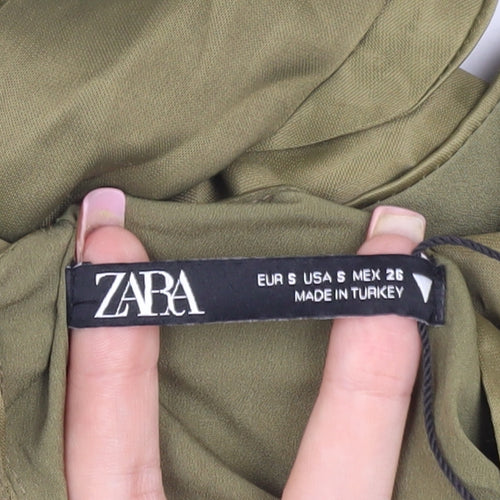 ZARA
EUR S USA S MEX 26
MADE IN TURKEY